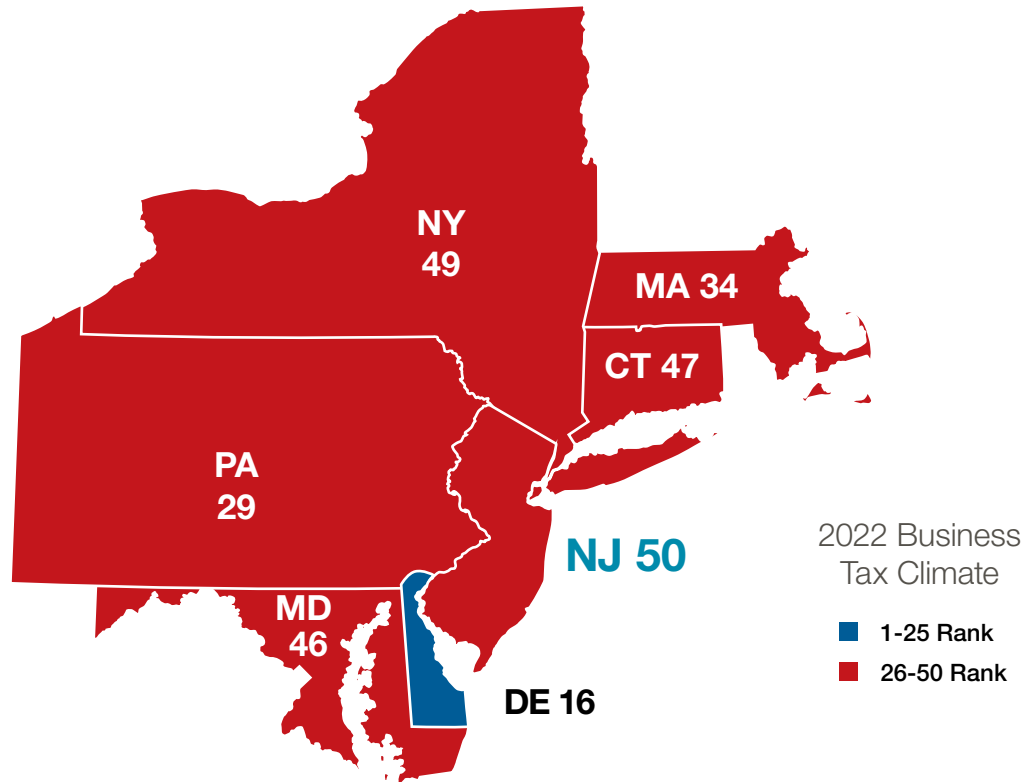 NY
49
MA 34
CT 47
PA
29
NJ 50
MD
46
DE 16
2022 Business
Tax Climate
1-25 Rank
26-50 Rank